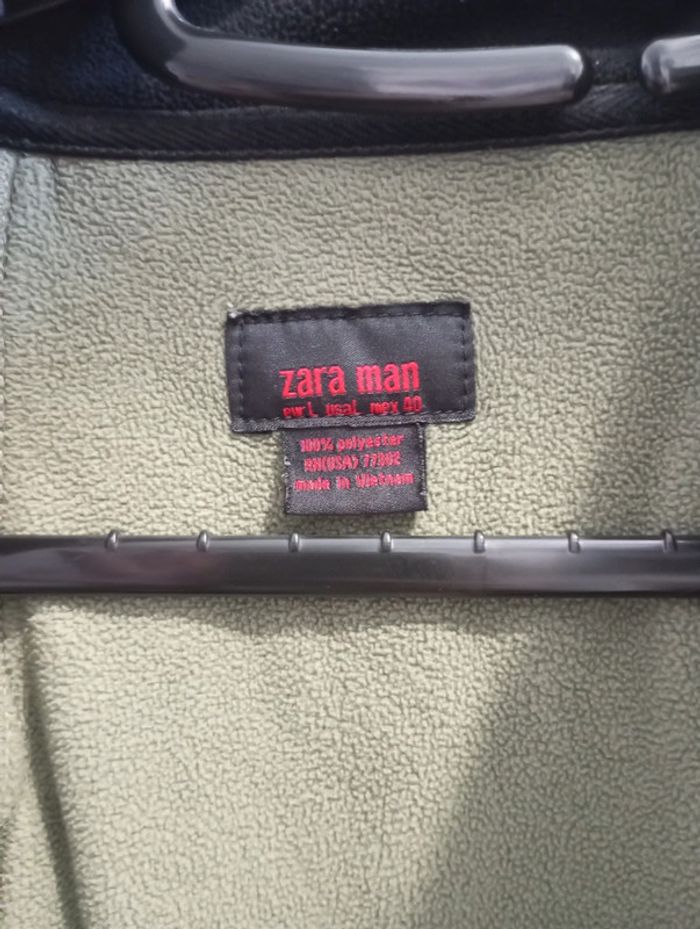 zara man
eur L usa L mex 40
100% polyester
RN(USA) 77302
made in Vietnam